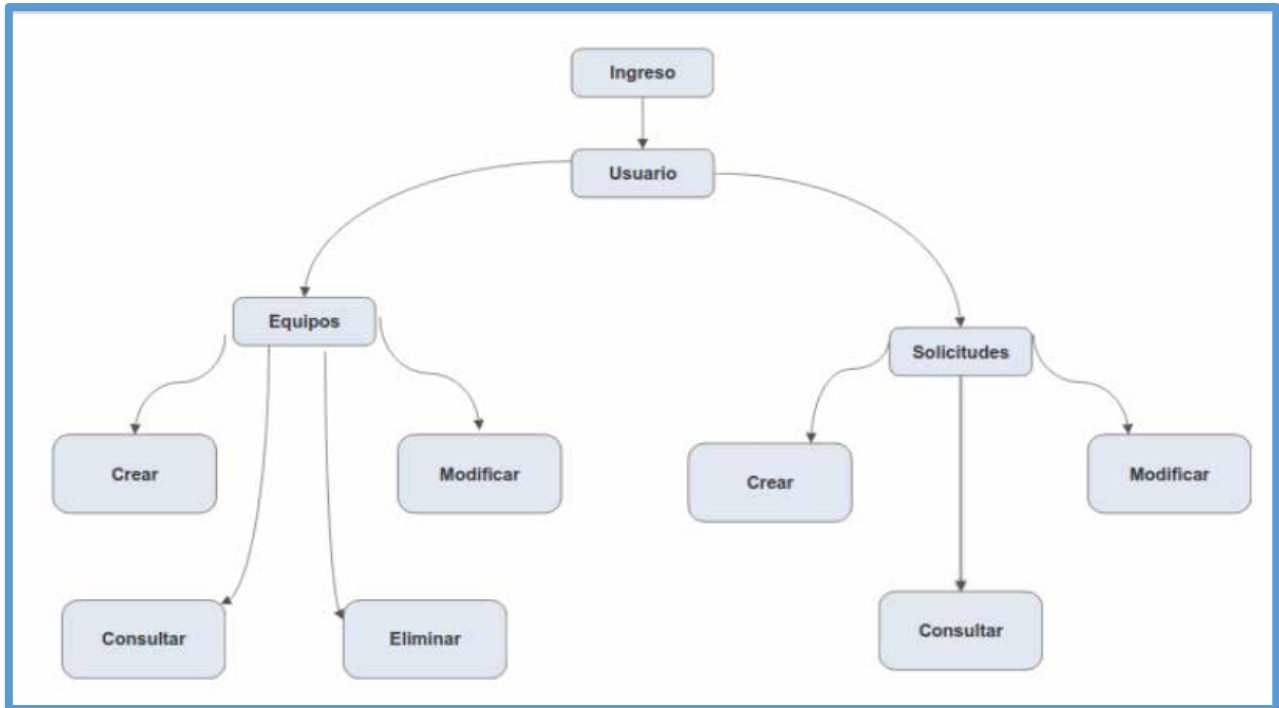 Ingreso
Usuario
Equipos
Solicitudes
Crear
Modificar
Crear
Modificar
Consultar
Eliminar
Consultar